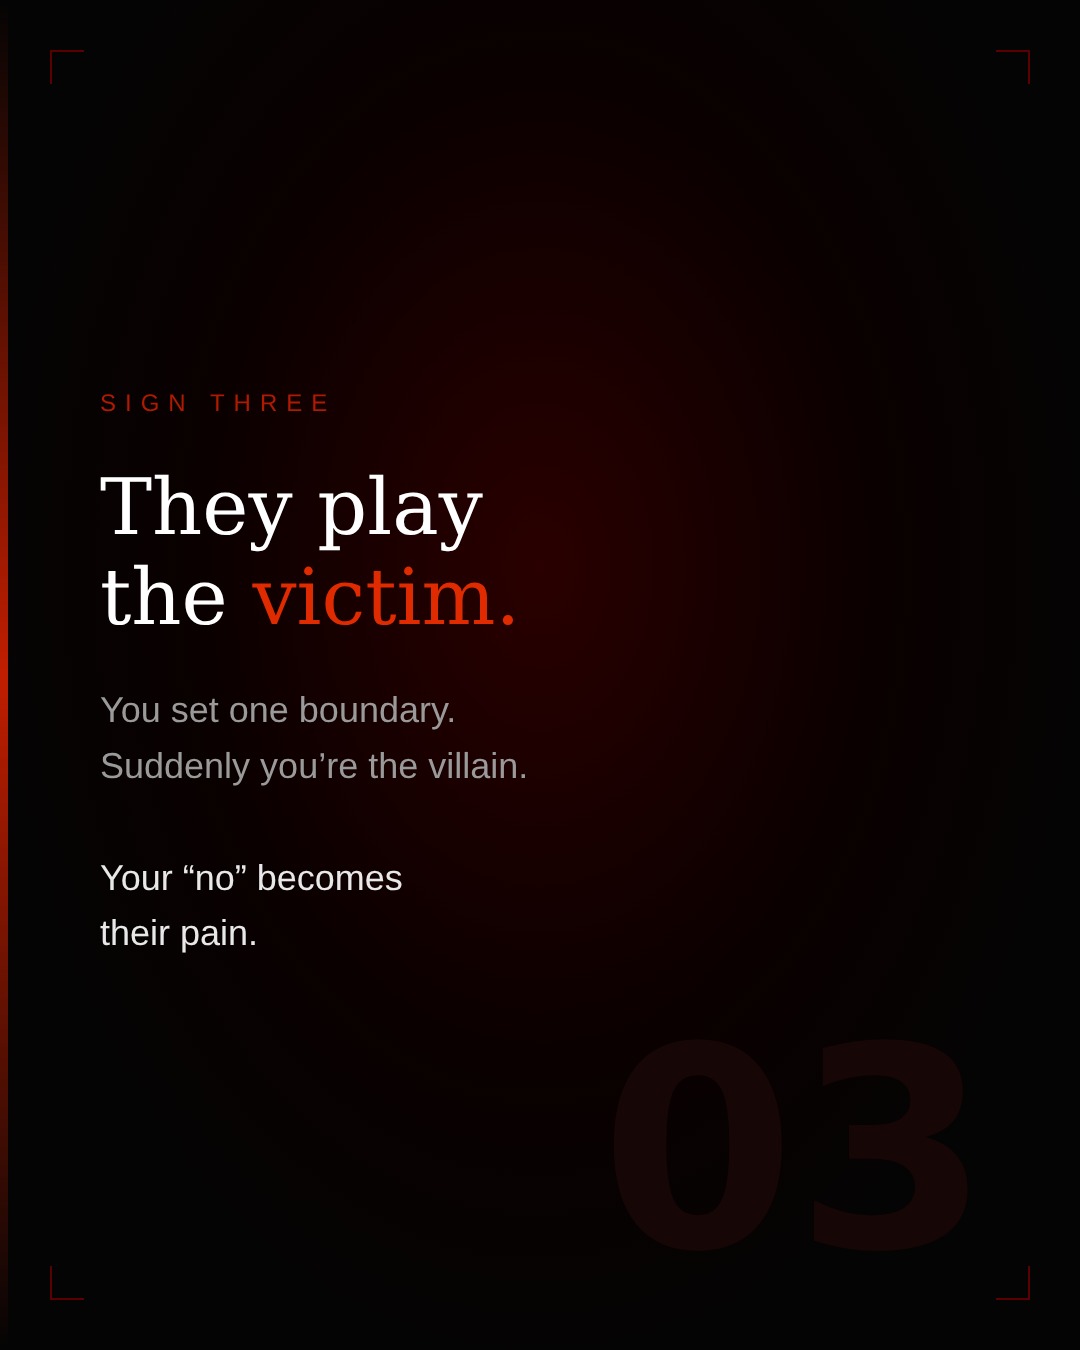 SIGN THREE
They play
the victim.
You set one boundary.
Suddenly you’re the villain.
Your “no” becomes
their pain.
03